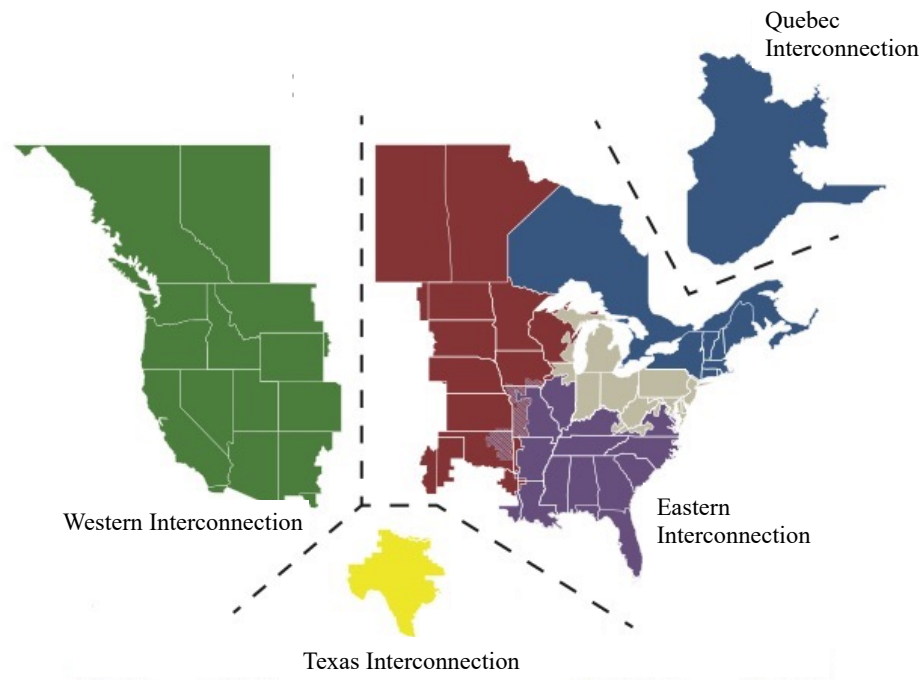 Quebec
Interconnection
Western Interconnection
Eastern
Interconnection
Texas Interconnection